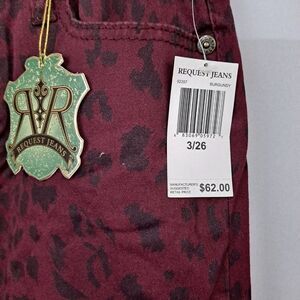 RR
REQUEST JEANS
REQUEST JEANS
BURGUNDY
3/26
MANUFACTURER'S
SUGGESTED
RETAIL PRICE
$62.00